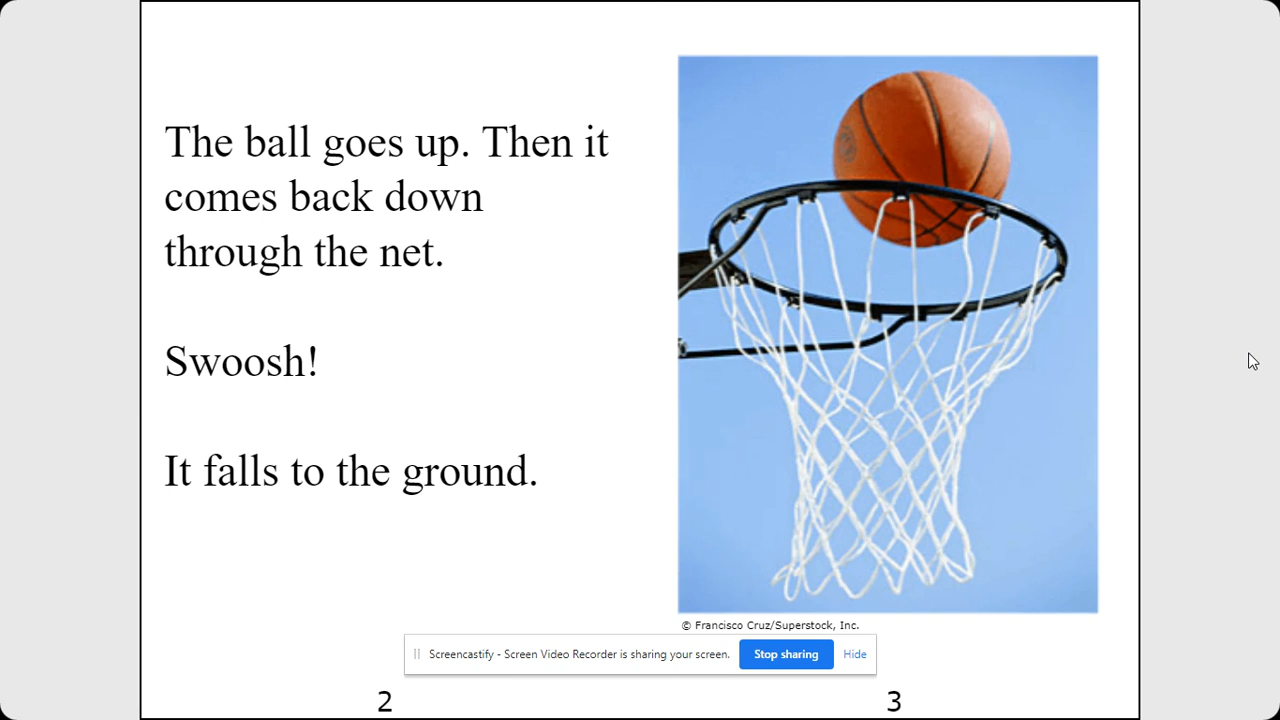 The ball goes up. Then it
comes back down
through the net.
Swoosh!
It falls to the ground.
© Francisco Cruz/Superstock, Inc.
Screencastify - Screen Video Recorder is sharing your screen. Stop sharing Hide
2 3